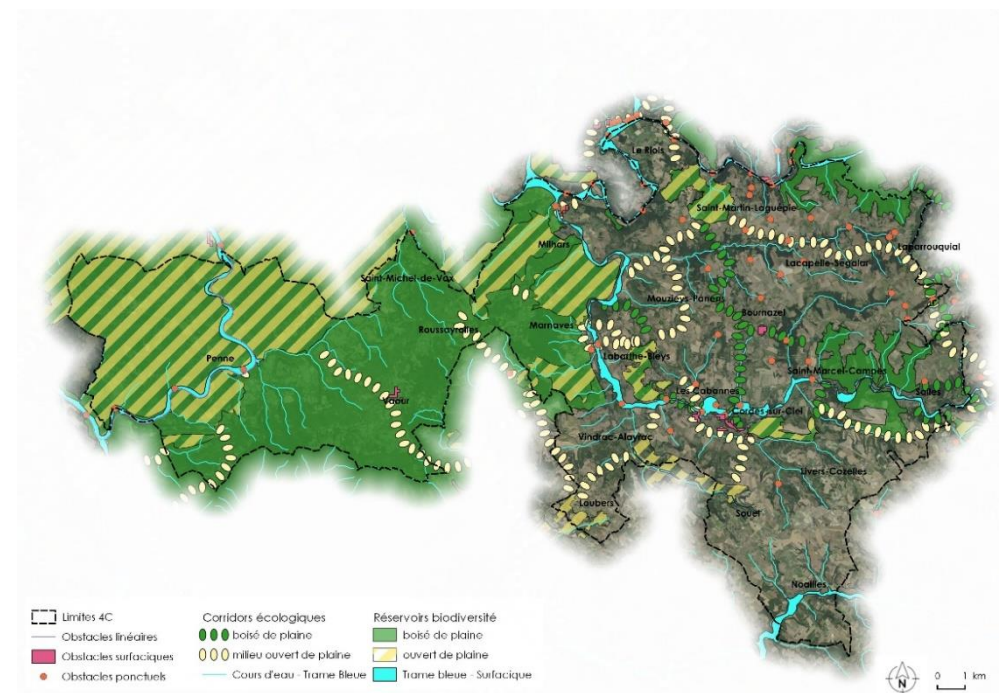 Le Riols
Saint-Martin-Laguépie
Milhars
Laparrouquial
Lacapelle-Ségalar
Saint-Michel-de-Vax
Mouzieys-Panens
Bournazel
Roussayrolles
Marnaves
Labarthe-Bleys
Penne
Saint-Marcel-Campes
Les Cabannes
Salles
Vaour
Cordes-sur-Ciel
Vindrac-Alayrac
Livers-Cazelles
Loubers
Souel
Noailles
Limites 4C
Obstacles linéaires
Obstacles surfaciques
Obstacles ponctuels
Corridors écologiques
boisé de plaine
milieu ouvert de plaine
Cours d'eau - Trame Bleue
Réservoirs biodiversité
boisé de plaine
ouvert de plaine
Trame bleue - Surfacique
N
0 1 km